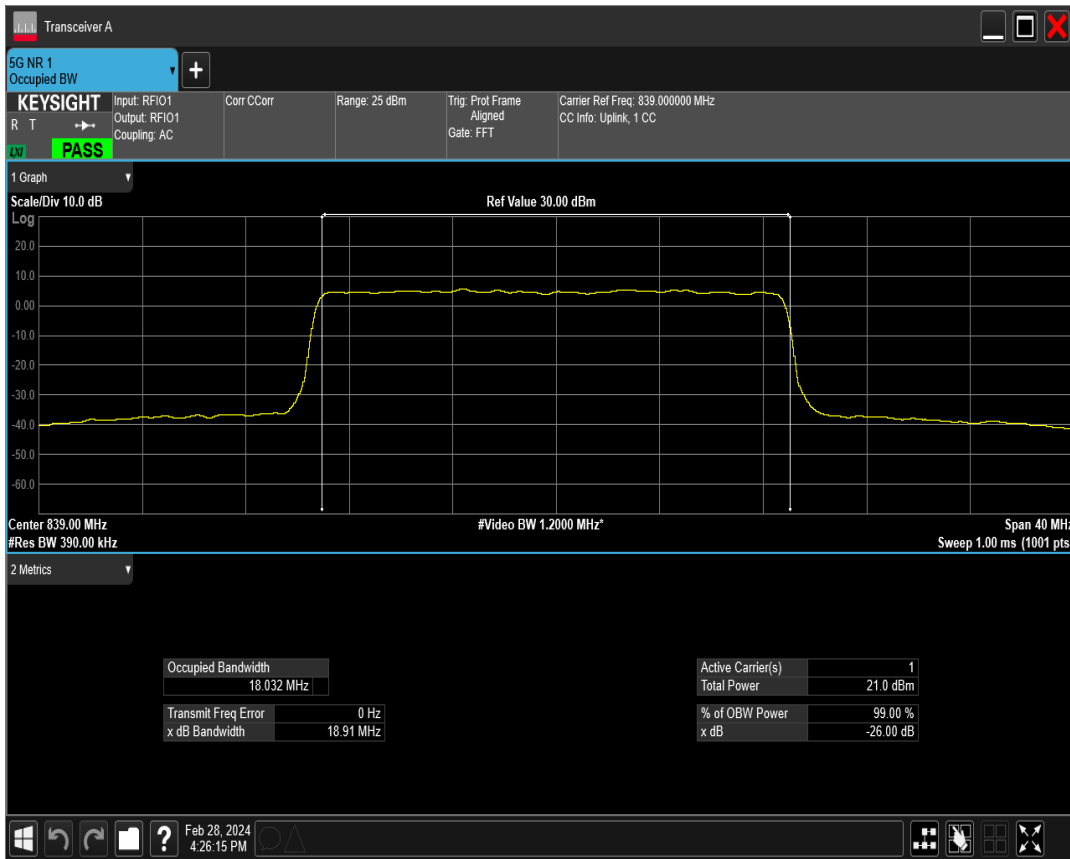 Transceiver A
5G NR 1
Occupied BW
+
KEYSIGHT
R T
LXI
PASS
Input: RFIO1
Output: RFIO1
Coupling: AC
Corr CCorr
Range: 25 dBm
Trig: Prot Frame
Aligned
Gate: FFT
Carrier Ref Freq: 839.000000 MHz
CC Info: Uplink, 1 CC
1 Graph
Scale/Div 10.0 dB
Ref Value 30.00 dBm
Log
20.0
10.0
0.00
-10.0
-20.0
-30.0
-40.0
-50.0
-60.0
Center 839.00 MHz
#Video BW 1.2000 MHz*
Span 40 MHz
#Res BW 390.00 kHz
Sweep 1.00 ms (1001 pts
2 Metrics
Occupied Bandwidth
18.032 MHz
Transmit Freq Error 0 Hz
x dB Bandwidth 18.91 MHz
Active Carrier(s) 1
Total Power 21.0 dBm
% of OBW Power 99.00 %
x dB -26.00 dB
?
Feb 28, 2024
4:26:15 PM